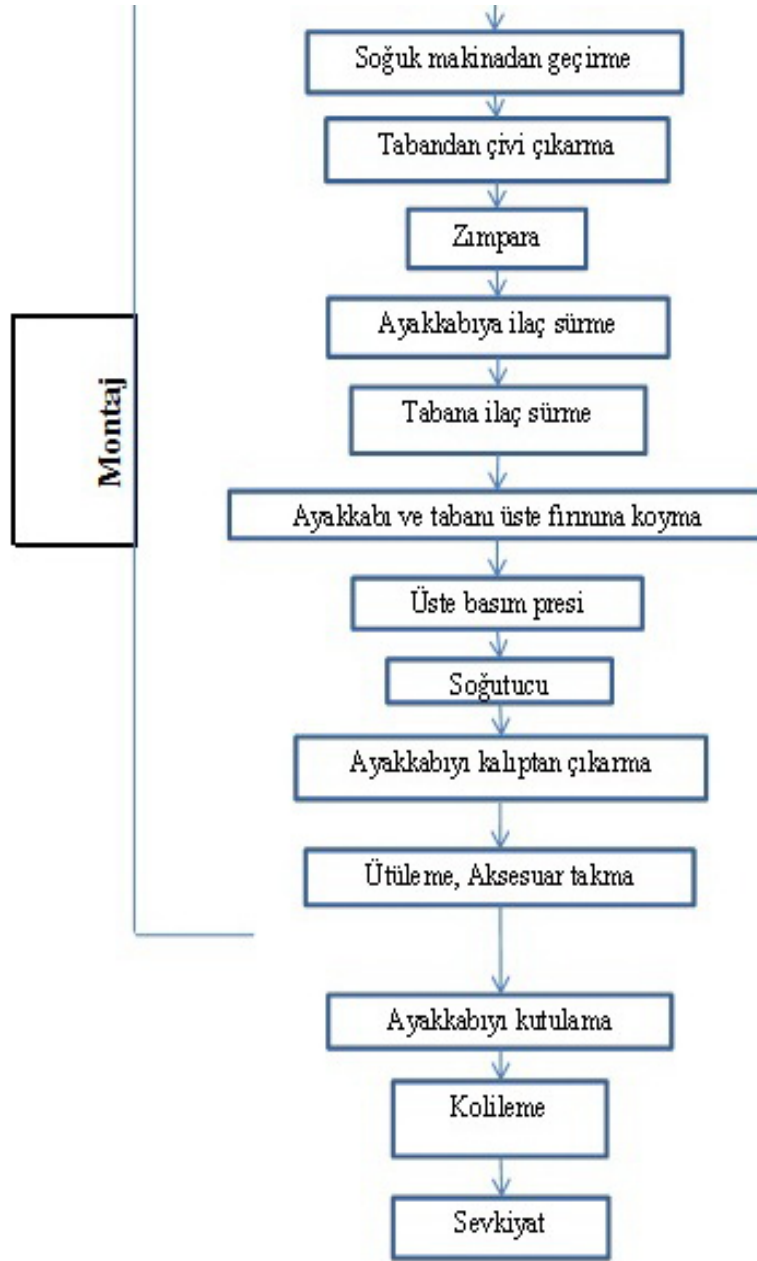 Soğuk makinadan geçirme
Tabandan çivi çıkarma
Zımpara
Ayakkabıya ilaç sürme
Montaj
Tabana ilaç sürme
Ayakkabı ve tabanı üste fırınına koyma
Üste basım presi
Soğutucu
Ayakkabıyı kalıptan çıkarma
Ütüleme, Aksesuar takma
Ayakkabıyı kutulama
Kolileme
Sevkiyat